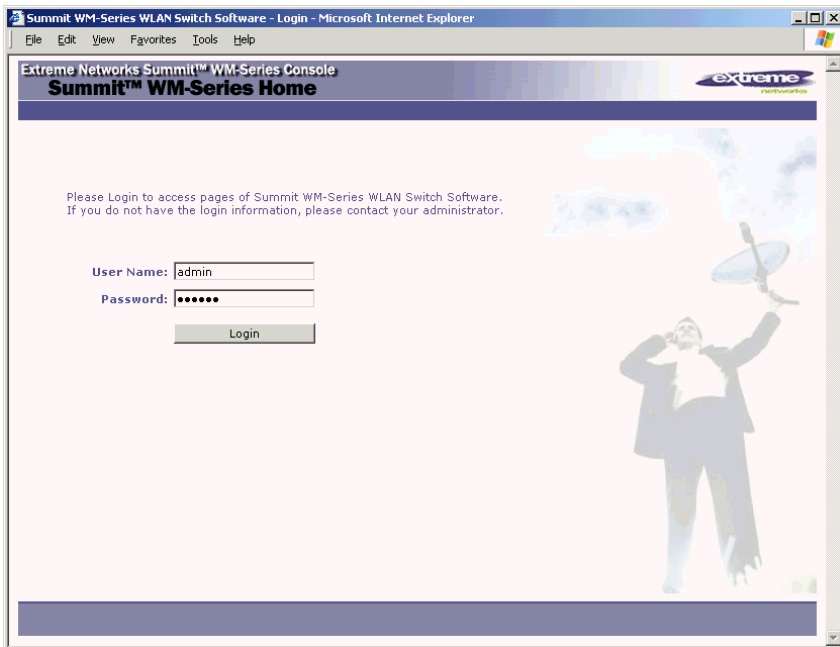 Summit WM-Series WLAN Switch Software - Login - Microsoft Internet Explorer
File Edit View Favorites Tools Help
Extreme Networks Summit™ WM-Series Console
Summit™ WM-Series Home
extreme
networks
Please Login to access pages of Summit WM-Series WLAN Switch Software.
If you do not have the login information, please contact your administrator.
User Name: admin
Password: ●●●●●●
Login